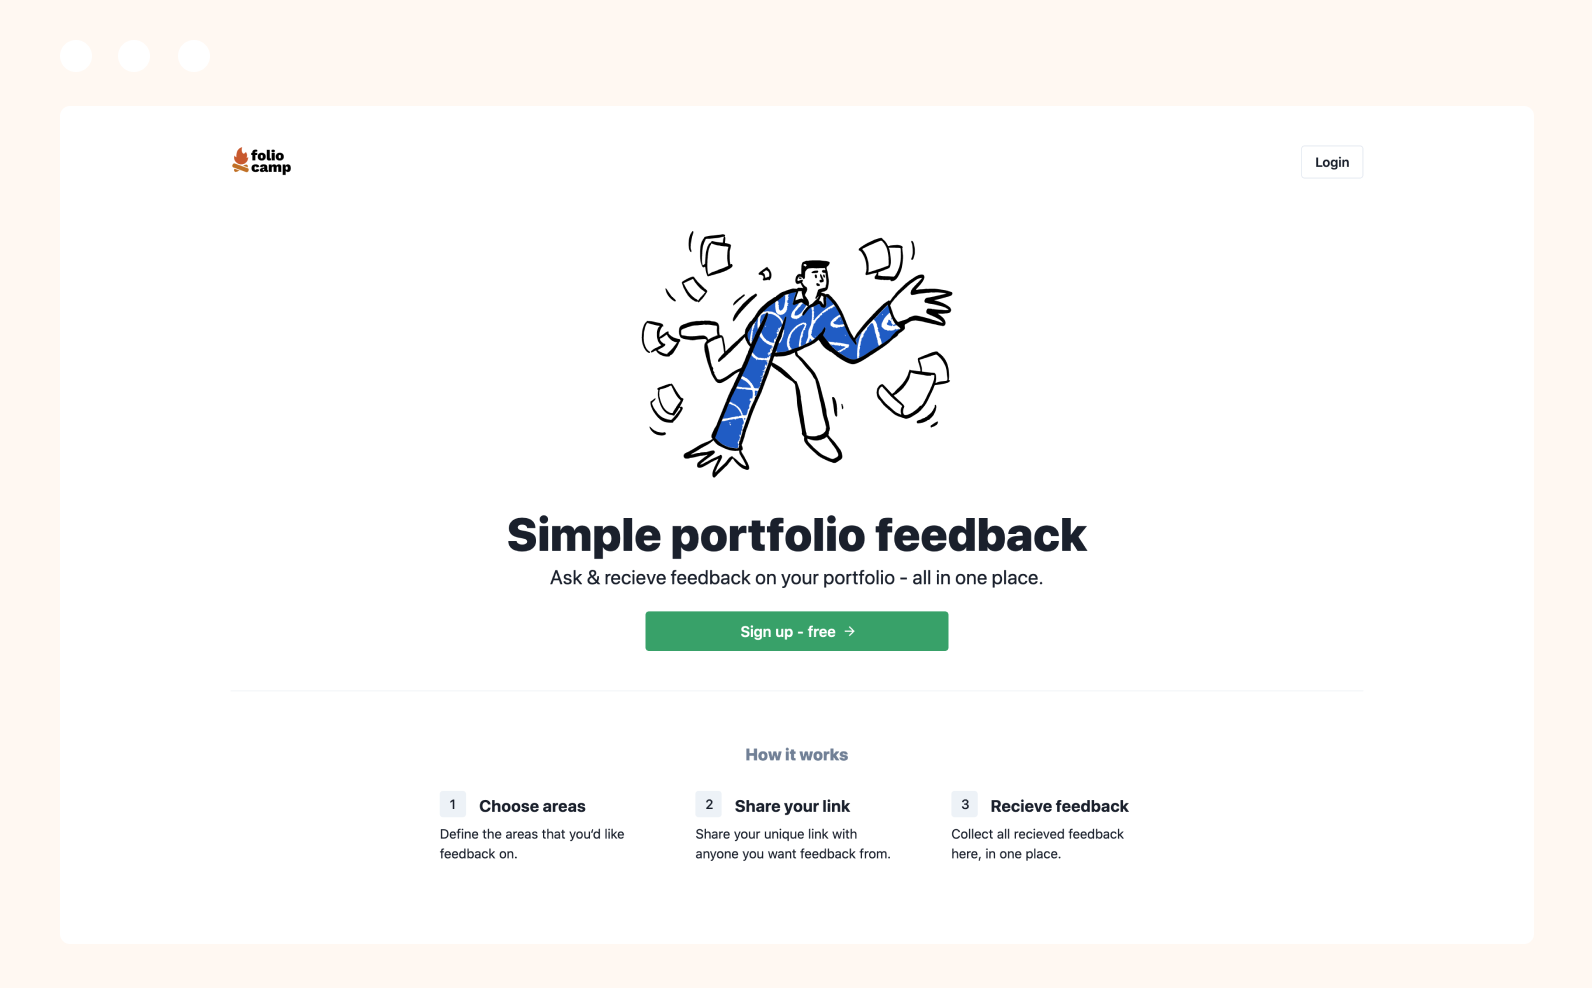 folio
camp
Login
Simple portfolio feedback
Ask & recieve feedback on your portfolio - all in one place.
Sign up - free →
How it works
1 Choose areas
Define the areas that you'd like
feedback on.
2 Share your link
Share your unique link with
anyone you want feedback from.
3 Recieve feedback
Collect all recieved feedback
here, in one place.